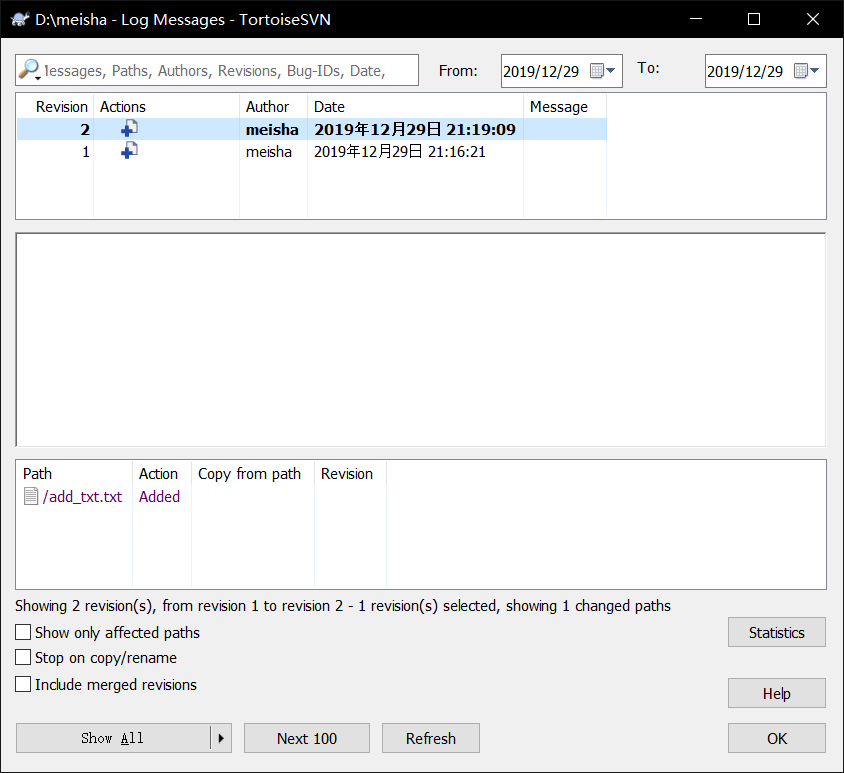 D:\meisha - Log Messages - TortoiseSVN
Messages, Paths, Authors, Revisions, Bug-IDs, Date, From: 2019/12/29 To: 2019/12/29
Revision Actions Author Date Message
2 meisha 2019年12月29日 21:19:09
1 meisha 2019年12月29日 21:16:21
Path Action Copy from path Revision
/add_txt.txt Added
Showing 2 revision(s), from revision 1 to revision 2 - 1 revision(s) selected, showing 1 changed paths
Show only affected paths
Statistics
Stop on copy/rename
Include merged revisions
Help
Show All Next 100 Refresh OK